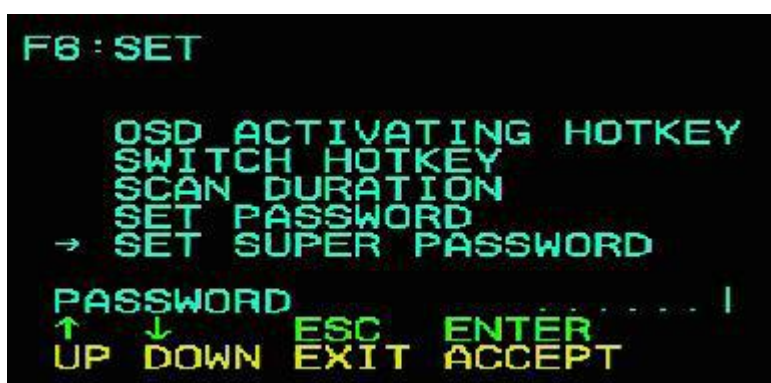 F6:SET
OSD ACTIVATING HOTKEY
SWITCH HOTKEY
SCAN DURATION
SET PASSWORD
→ SET SUPER PASSWORD
PASSWORD ....... |
↑ ↓ ESC ENTER
UP DOWN EXIT ACCEPT